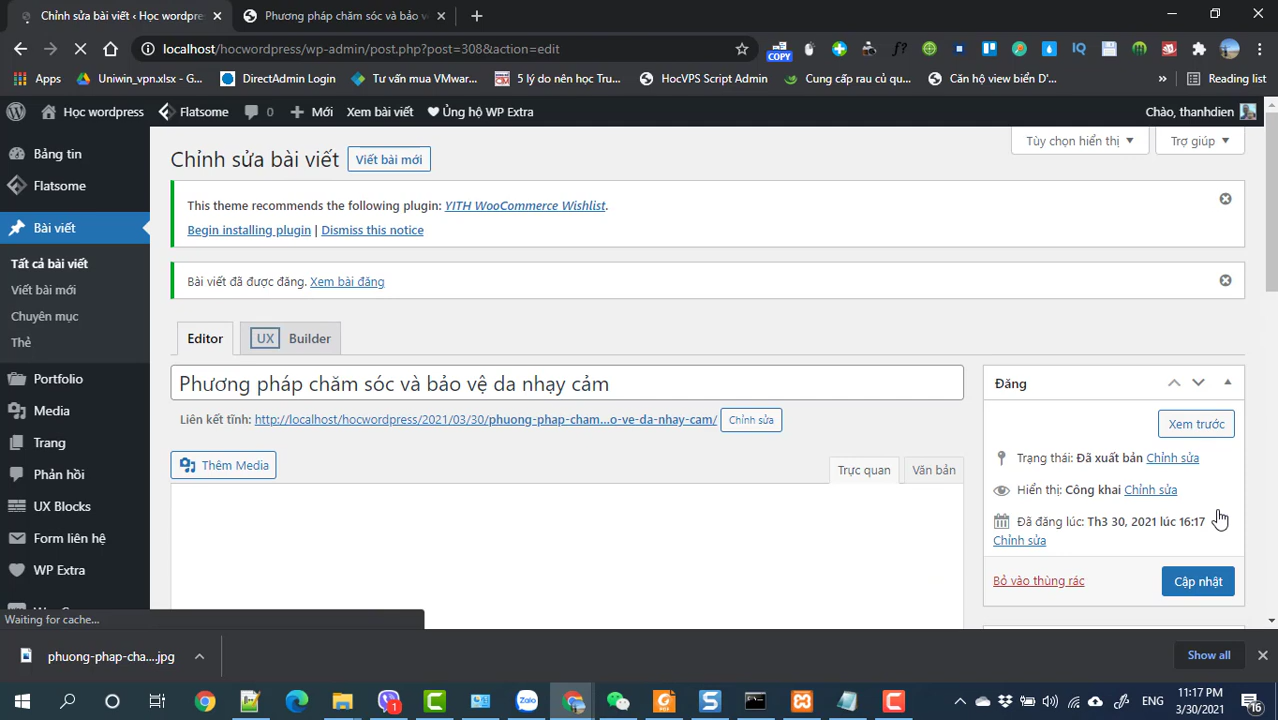 Chỉnh sửa bài viết ‹ Học wordpre
Phương pháp chăm sóc và bảo vệ
localhost/hocwordpress/wp-admin/post.php?post=308&action=edit
COPY
f?
IQ
Apps
Uniwin_vpn.xlsx - G...
DirectAdmin Login
Tư vấn mua VMwar...
5 lý do nên học Tru...
HocVPS Script Admin
Cung cấp rau củ qu...
Căn hộ view biển D'...
»
Reading list
Học wordpress
Flatsome
0
Mới
Xem bài viết
Ủng hộ WP Extra
Chào, thanhdien
Bảng tin
Flatsome
Bài viết
Tất cả bài viết
Viết bài mới
Chuyên mục
Thẻ
Portfolio
Media
Trang
Phản hồi
UX Blocks
Form liên hệ
WP Extra
Chỉnh sửa bài viết
Viết bài mới
Tùy chọn hiển thị
Trợ giúp
This theme recommends the following plugin: YITH WooCommerce Wishlist.
Begin installing plugin | Dismiss this notice
Bài viết đã được đăng. Xem bài đăng
Editor
UX Builder
Phương pháp chăm sóc và bảo vệ da nhạy cảm
Liên kết tĩnh: http://localhost/hocwordpress/2021/03/30/phuong-phap-cham...o-ve-da-nhay-cam/
Chỉnh sửa
Thêm Media
Trực quan
Văn bản
Đăng
Xem trước
Trạng thái: Đã xuất bản Chỉnh sửa
Hiển thị: Công khai Chỉnh sửa
Đã đăng lúc: Th3 30, 2021 lúc 16:17
Chỉnh sửa
Bỏ vào thùng rác
Cập nhật
Waiting for cache...
phuong-phap-cha....jpg
Show all
Zalo
1
S
C
ENG
11:17 PM
3/30/2021
16